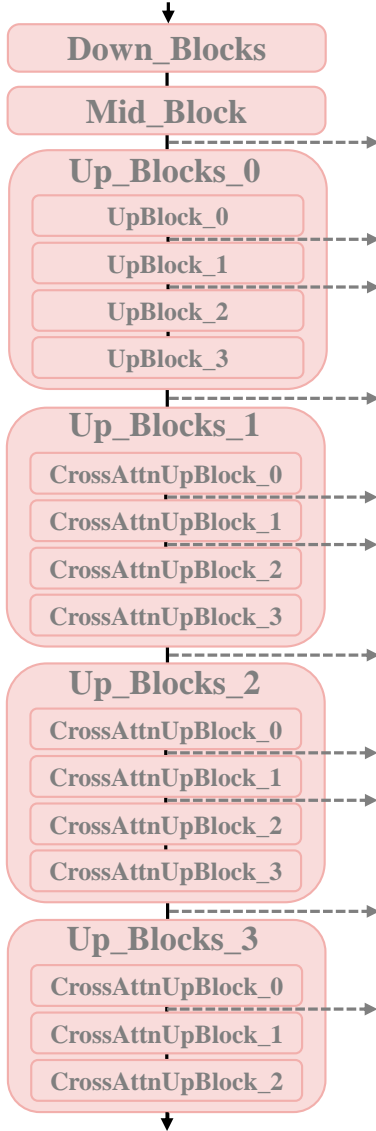 Down_Blocks
Mid_Block
Up_Blocks_0
UpBlock_0
UpBlock_1
UpBlock_2
UpBlock_3
Up_Blocks_1
CrossAttnUpBlock_0
CrossAttnUpBlock_1
CrossAttnUpBlock_2
CrossAttnUpBlock_3
Up_Blocks_2
CrossAttnUpBlock_0
CrossAttnUpBlock_1
CrossAttnUpBlock_2
CrossAttnUpBlock_3
Up_Blocks_3
CrossAttnUpBlock_0
CrossAttnUpBlock_1
CrossAttnUpBlock_2